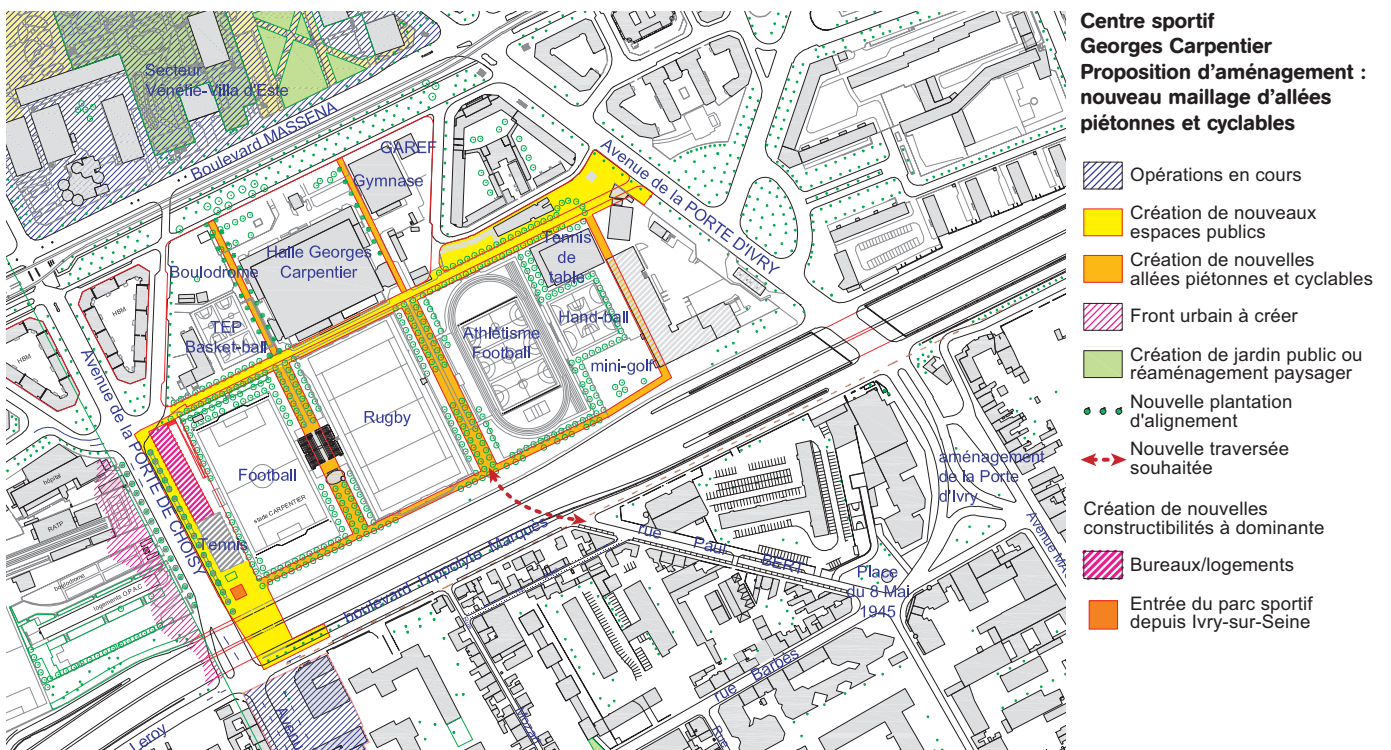 Centre sportif
Georges Carpentier
Proposition d'aménagement :
nouveau maillage d'allées
piétonnes et cyclables
Opérations en cours
Création de nouveaux
espaces publics
Création de nouvelles
allées piétonnes et cyclables
Front urbain à créer
Création de jardin public ou
réaménagement paysager
Nouvelle plantation
d'alignement
Nouvelle traversée
souhaitée
Création de nouvelles
constructibilités à dominante
Bureaux/logements
Entrée du parc sportif
depuis Ivry-sur-Seine
Secteur
Vénétie-Villa d'Este
Boulevard MASSENA
GAREF
Gymnase
Avenue de la PORTE D'IVRY
Halle Georges
Carpentier
Boulodrome
Tennis
de
table
HBM
HBM
TEP
Basket-ball
Athlétisme
Football
Hand-ball
mini-golf
Avenue de la PORTE DE CHOISY
Rugby
Football
stade CARPENTIER
hôpital
RATP
Tennis
boulodrome
logements O.P.A.C
aménagement
de la Porte
d'Ivry
boulevard Hippolyte Marques
rue Paul BERT
Place
du 8 Mai
1945
rue Barbès
Leroy